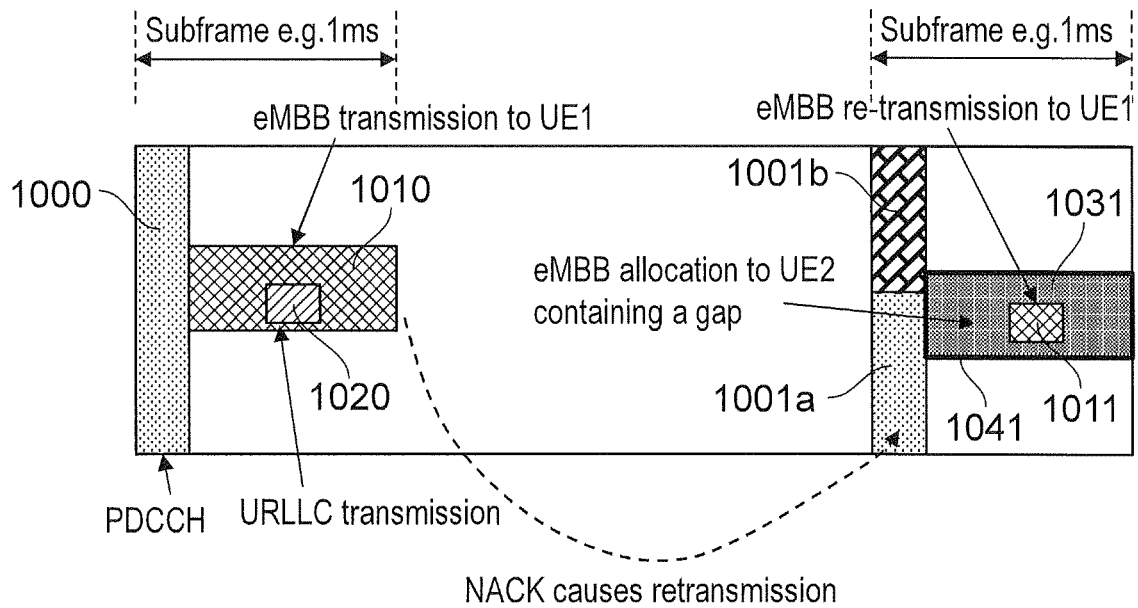 Subframe e.g.1ms
Subframe e.g.1ms
eMBB transmission to UE1
eMBB re-transmission to UE1
1000
1010
1001b
1031
eMBB allocation to UE2
containing a gap
1020
1001a
1041
1011
PDCCH
URLLC transmission
NACK causes retransmission